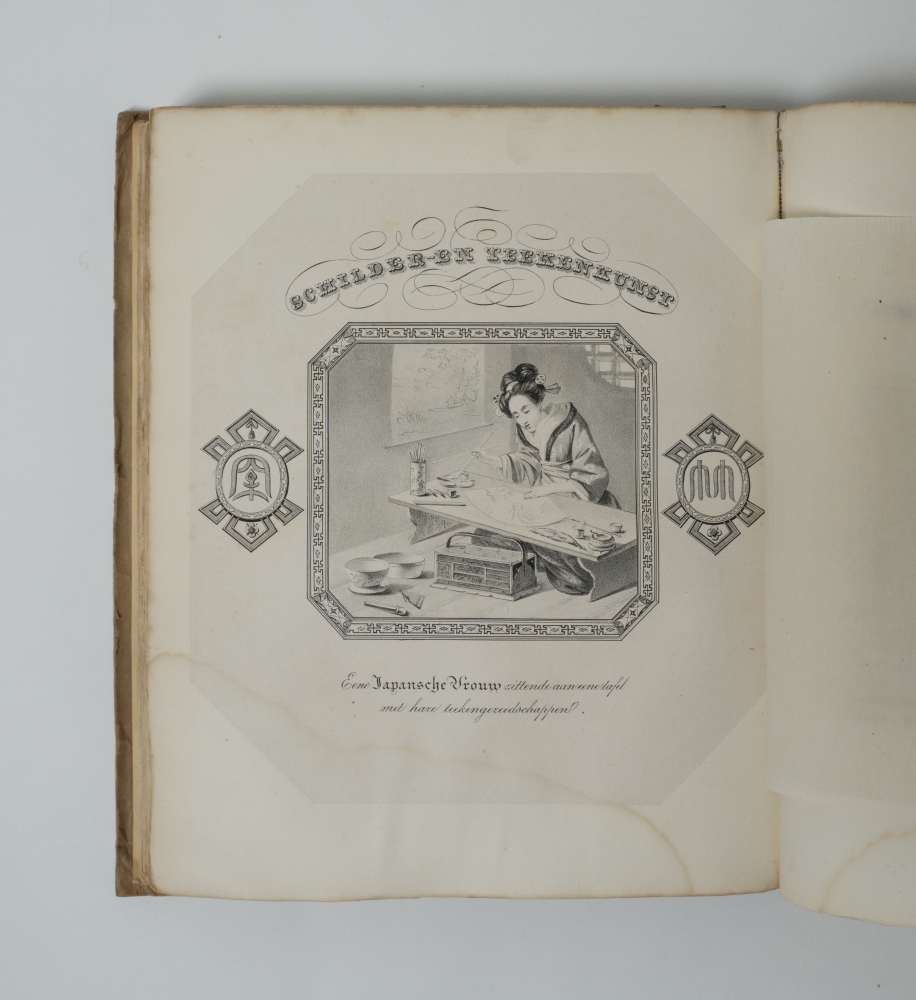 SCHILDER-EN TEEKENKUNST
Eene Japansche Vrouw zittende aan eene tafel
met hare teekengereedschappen.